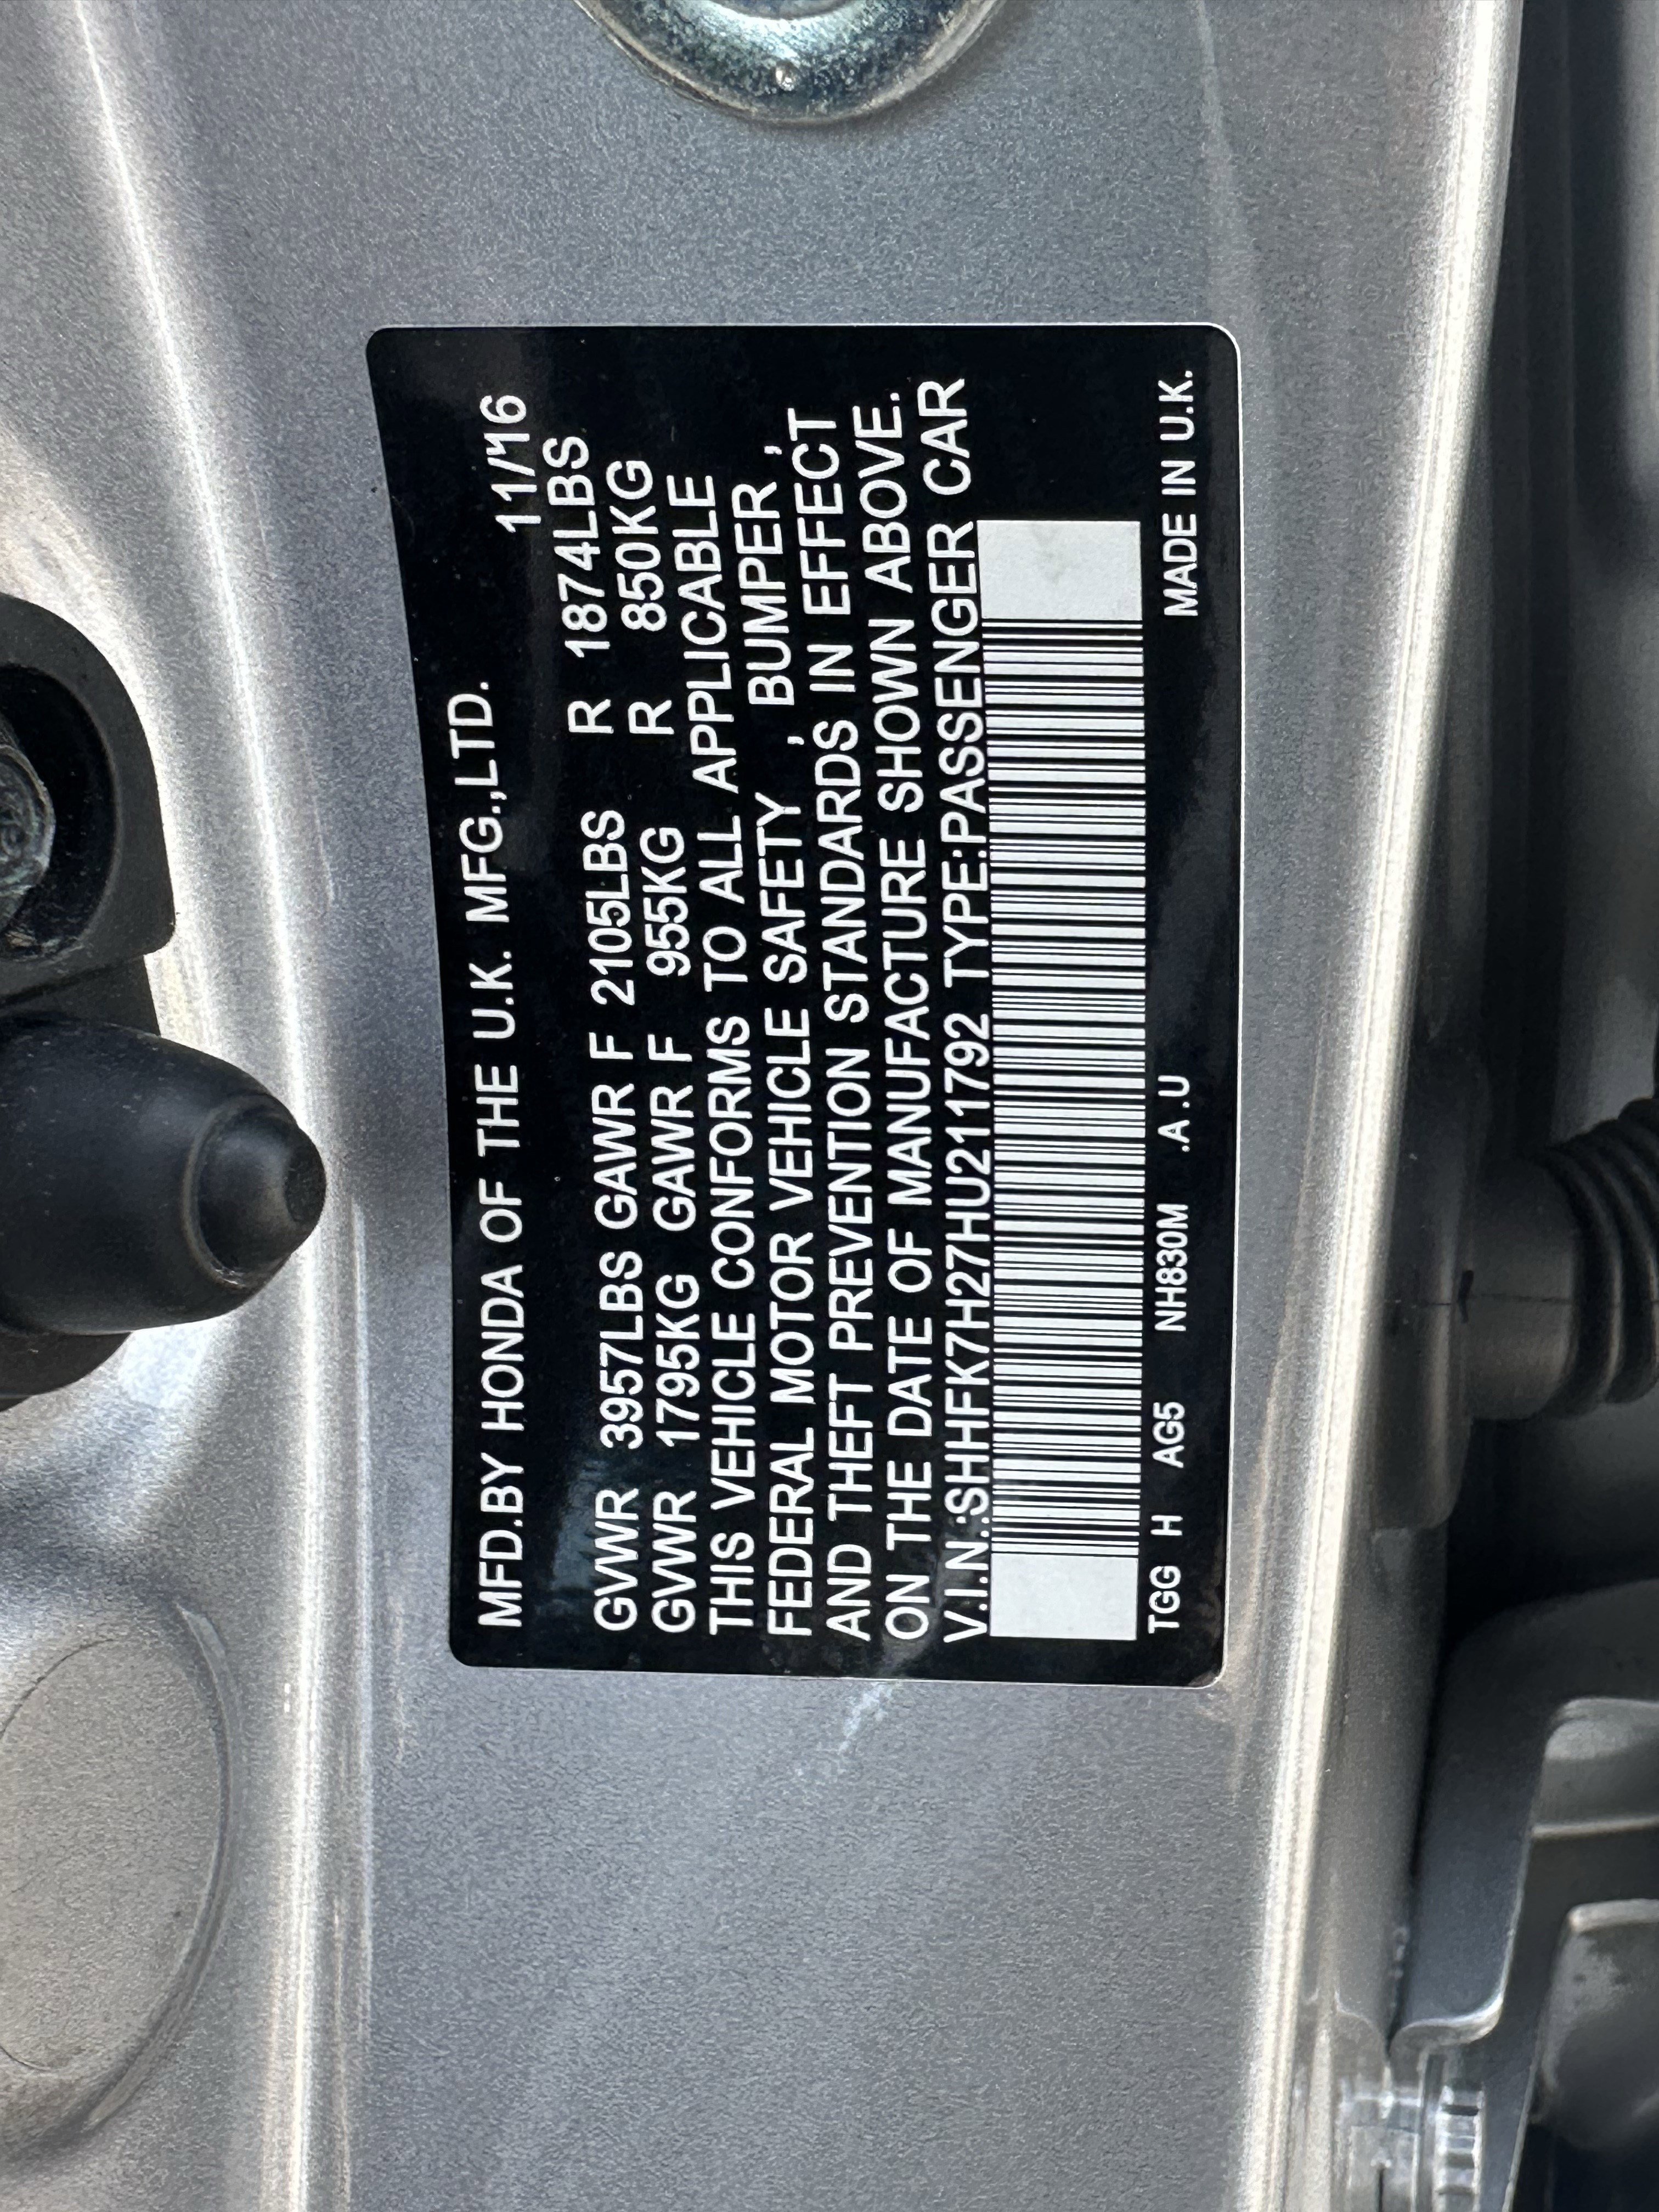 MFD.BY HONDA OF THE U.K. MFG.,LTD.
11/'16
GVWR 3957LBS GAWR F 2105LBS R 1874LBS
GVWR 1795KG GAWR F 955KG R 850KG
THIS VEHICLE CONFORMS TO ALL APPLICABLE
FEDERAL MOTOR VEHICLE SAFETY , BUMPER ,
AND THEFT PREVENTION STANDARDS IN EFFECT
ON THE DATE OF MANUFACTURE SHOWN ABOVE.
V.I.N.:SHHFK7H27HU211792 TYPE:PASSENGER CAR
TGG H AG5 NH830M .A.U MADE IN U.K.